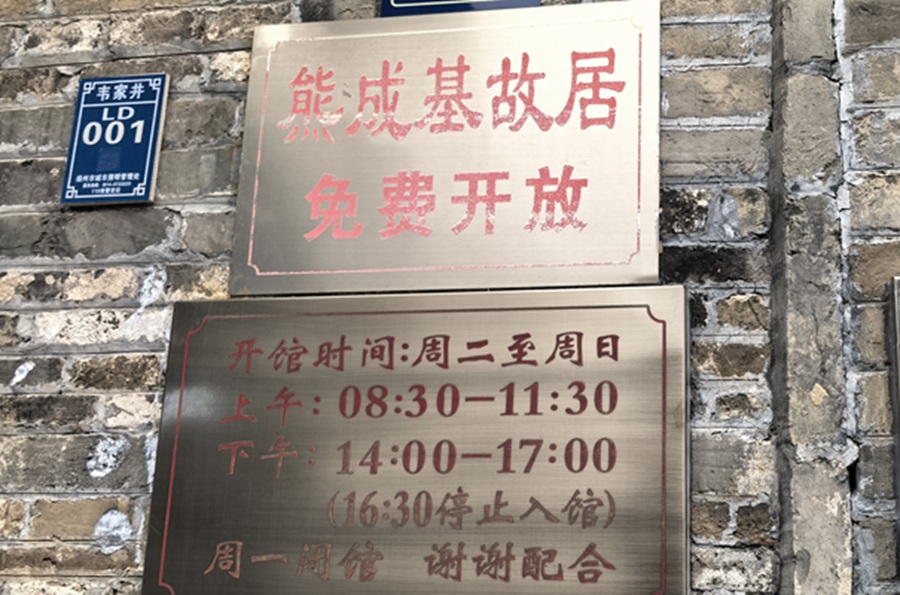 韦家井
LD
001
熊成基故居
免费开放
开馆时间:周二至周日
上午:08:30-11:30
下午:14:00-17:00
(16:30停止入馆)
周一闭馆 谢谢配合